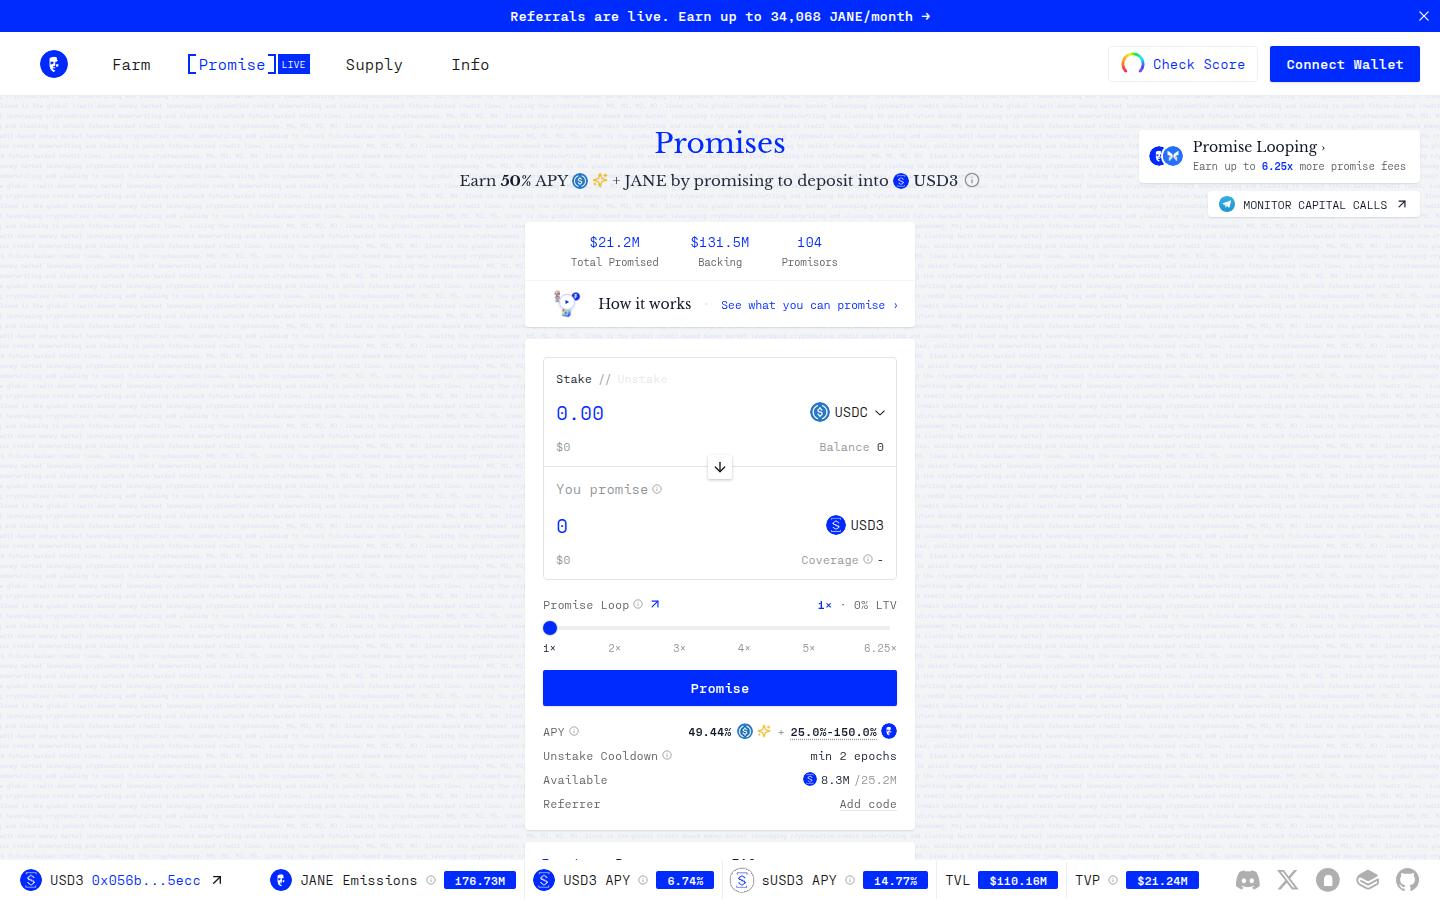 Referrals are live. Earn up to 34,068 JANE/month →
Farm
[Promise] LIVE
Supply
Info
Check Score
Connect Wallet
Promises
Earn 50% APY + JANE by promising to deposit into USD3
Promise Looping ›
Earn up to 6.25x more promise fees
MONITOR CAPITAL CALLS
$21.2M
Total Promised
$131.5M
Backing
104
Promisors
How it works · See what you can promise ›
Stake // Unstake
0.00 USDC
$0 Balance 0
You promise
0 USD3
$0 Coverage -
Promise Loop 1× · 0% LTV
1× 2× 3× 4× 5× 6.25×
Promise
APY 49.44% + 25.0%-150.0%
Unstake Cooldown min 2 epochs
Available 8.3M /25.2M
Referrer Add code
USD3 0x056b...5ecc
JANE Emissions 176.73M
USD3 APY 6.74%
sUSD3 APY 14.77%
TVL $110.16M
TVP $21.24M